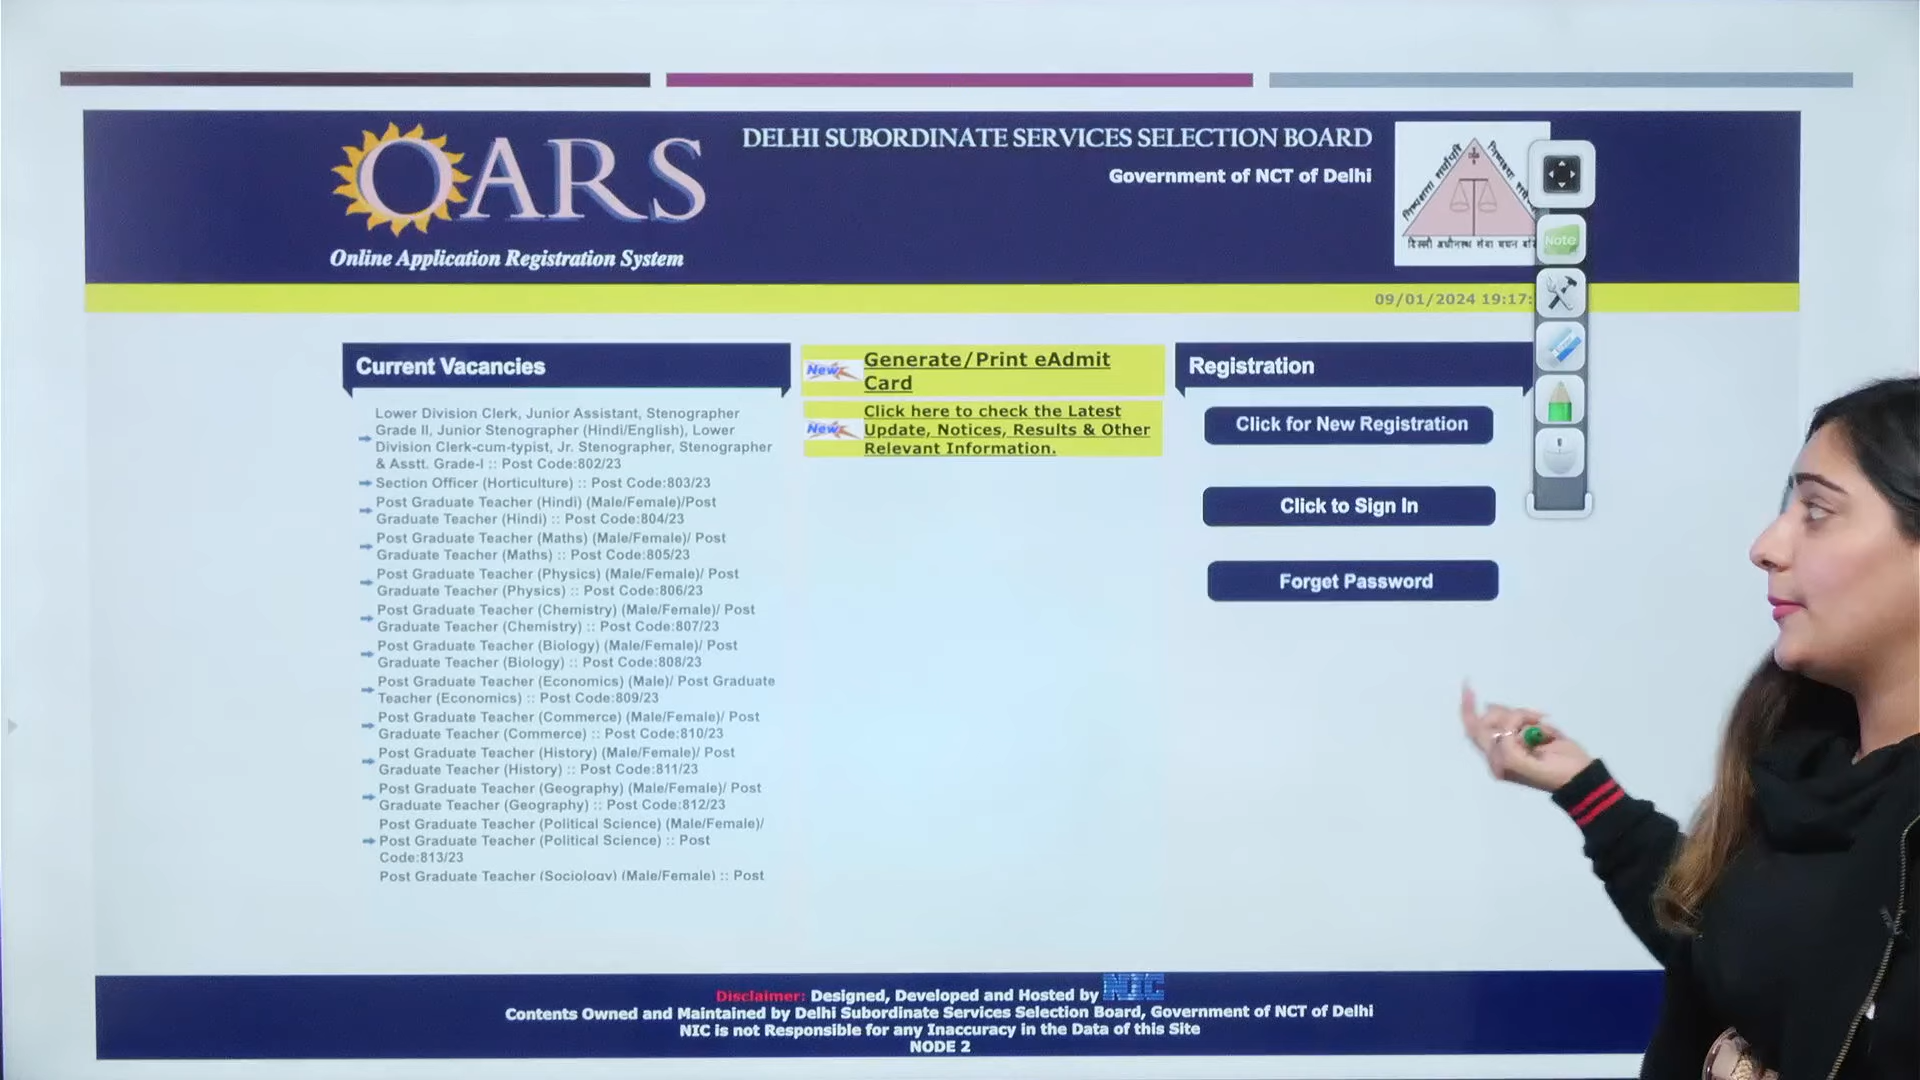 OARS
Online Application Registration System
DELHI SUBORDINATE SERVICES SELECTION BOARD
Government of NCT of Delhi
दिल्ली अधीनस्थ सेवा चयन
Note
09/01/2024 19:17:
Current Vacancies
Lower Division Clerk, Junior Assistant, Stenographer
Grade II, Junior Stenographer (Hindi/English), Lower
Division Clerk-cum-typist, Jr. Stenographer, Stenographer
& Asstt. Grade-I :: Post Code:802/23
Section Officer (Horticulture) :: Post Code:803/23
Post Graduate Teacher (Hindi) (Male/Female)/Post
Graduate Teacher (Hindi) :: Post Code:804/23
Post Graduate Teacher (Maths) (Male/Female)/ Post
Graduate Teacher (Maths) :: Post Code:805/23
Post Graduate Teacher (Physics) (Male/Female)/ Post
Graduate Teacher (Physics) :: Post Code:806/23
Post Graduate Teacher (Chemistry) (Male/Female)/ Post
Graduate Teacher (Chemistry) :: Post Code:807/23
Post Graduate Teacher (Biology) (Male/Female)/ Post
Graduate Teacher (Biology) :: Post Code:808/23
Post Graduate Teacher (Economics) (Male)/ Post Graduate
Teacher (Economics) :: Post Code:809/23
Post Graduate Teacher (Commerce) (Male/Female)/ Post
Graduate Teacher (Commerce) :: Post Code:810/23
Post Graduate Teacher (History) (Male/Female)/ Post
Graduate Teacher (History) :: Post Code:811/23
Post Graduate Teacher (Geography) (Male/Female)/ Post
Graduate Teacher (Geography) :: Post Code:812/23
Post Graduate Teacher (Political Science) (Male/Female)/
Post Graduate Teacher (Political Science) :: Post
Code:813/23
Post Graduate Teacher (Sociology) (Male/Female) :: Post
New
Generate/Print eAdmit
Card
New
Click here to check the Latest
Update, Notices, Results & Other
Relevant Information.
Registration
Click for New Registration
Click to Sign In
Forget Password
Disclaimer: Designed, Developed and Hosted by NIC
Contents Owned and Maintained by Delhi Subordinate Services Selection Board, Government of NCT of Delhi
NIC is not Responsible for any Inaccuracy in the Data of this Site
NODE 2